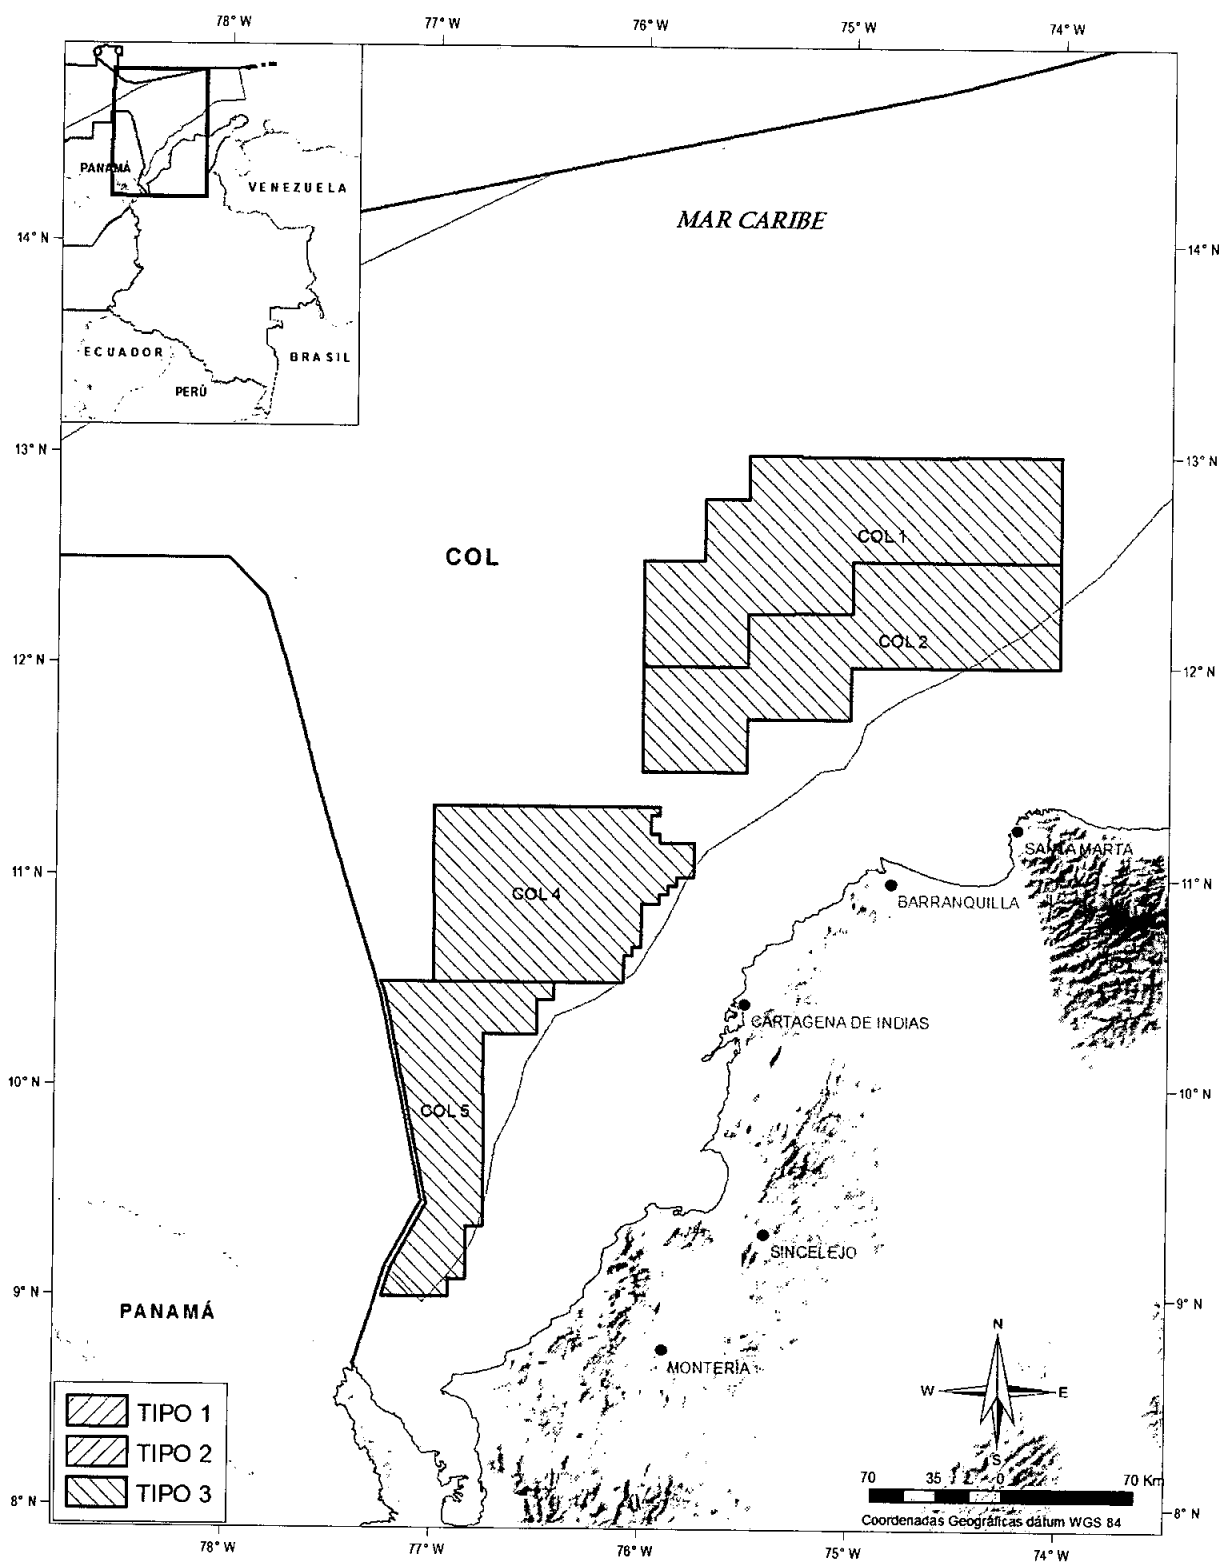 78° W 77° W 76° W 75° W 74° W
PANAMÁ
VENEZUELA
ECUADOR
BRASIL
PERÚ
MAR CARIBE
14° N
14° N
13° N
13° N
COL 1
COL
COL 2
12° N
12° N
SANTA MARTA
11° N
11° N
COL 4
BARRANQUILLA
CARTAGENA DE INDIAS
10° N
10° N
COL 5
SINCELEJO
9° N
9° N
PANAMÁ
N
MONTERÍA
W E
S
TIPO 1
TIPO 2
TIPO 3
70 35 0 70 Km
8° N
8° N
Coordenadas Geográficas dátum WGS 84
78° W 77° W 76° W 75° W 74° W